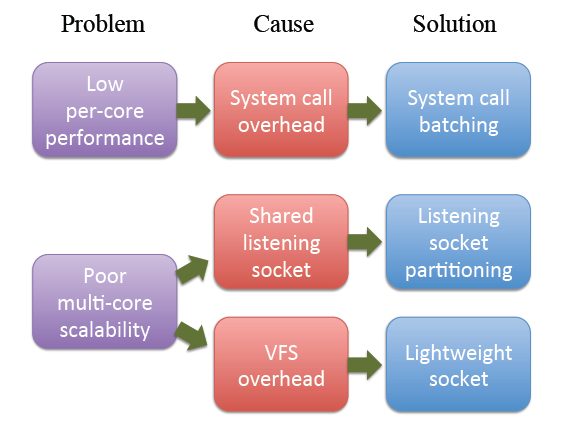 Problem Cause Solution
Low
per-core
performance
System call
overhead
System call
batching
Poor
multi-core
scalability
Shared
listening
socket
Listening
socket
partitioning
VFS
overhead
Lightweight
socket